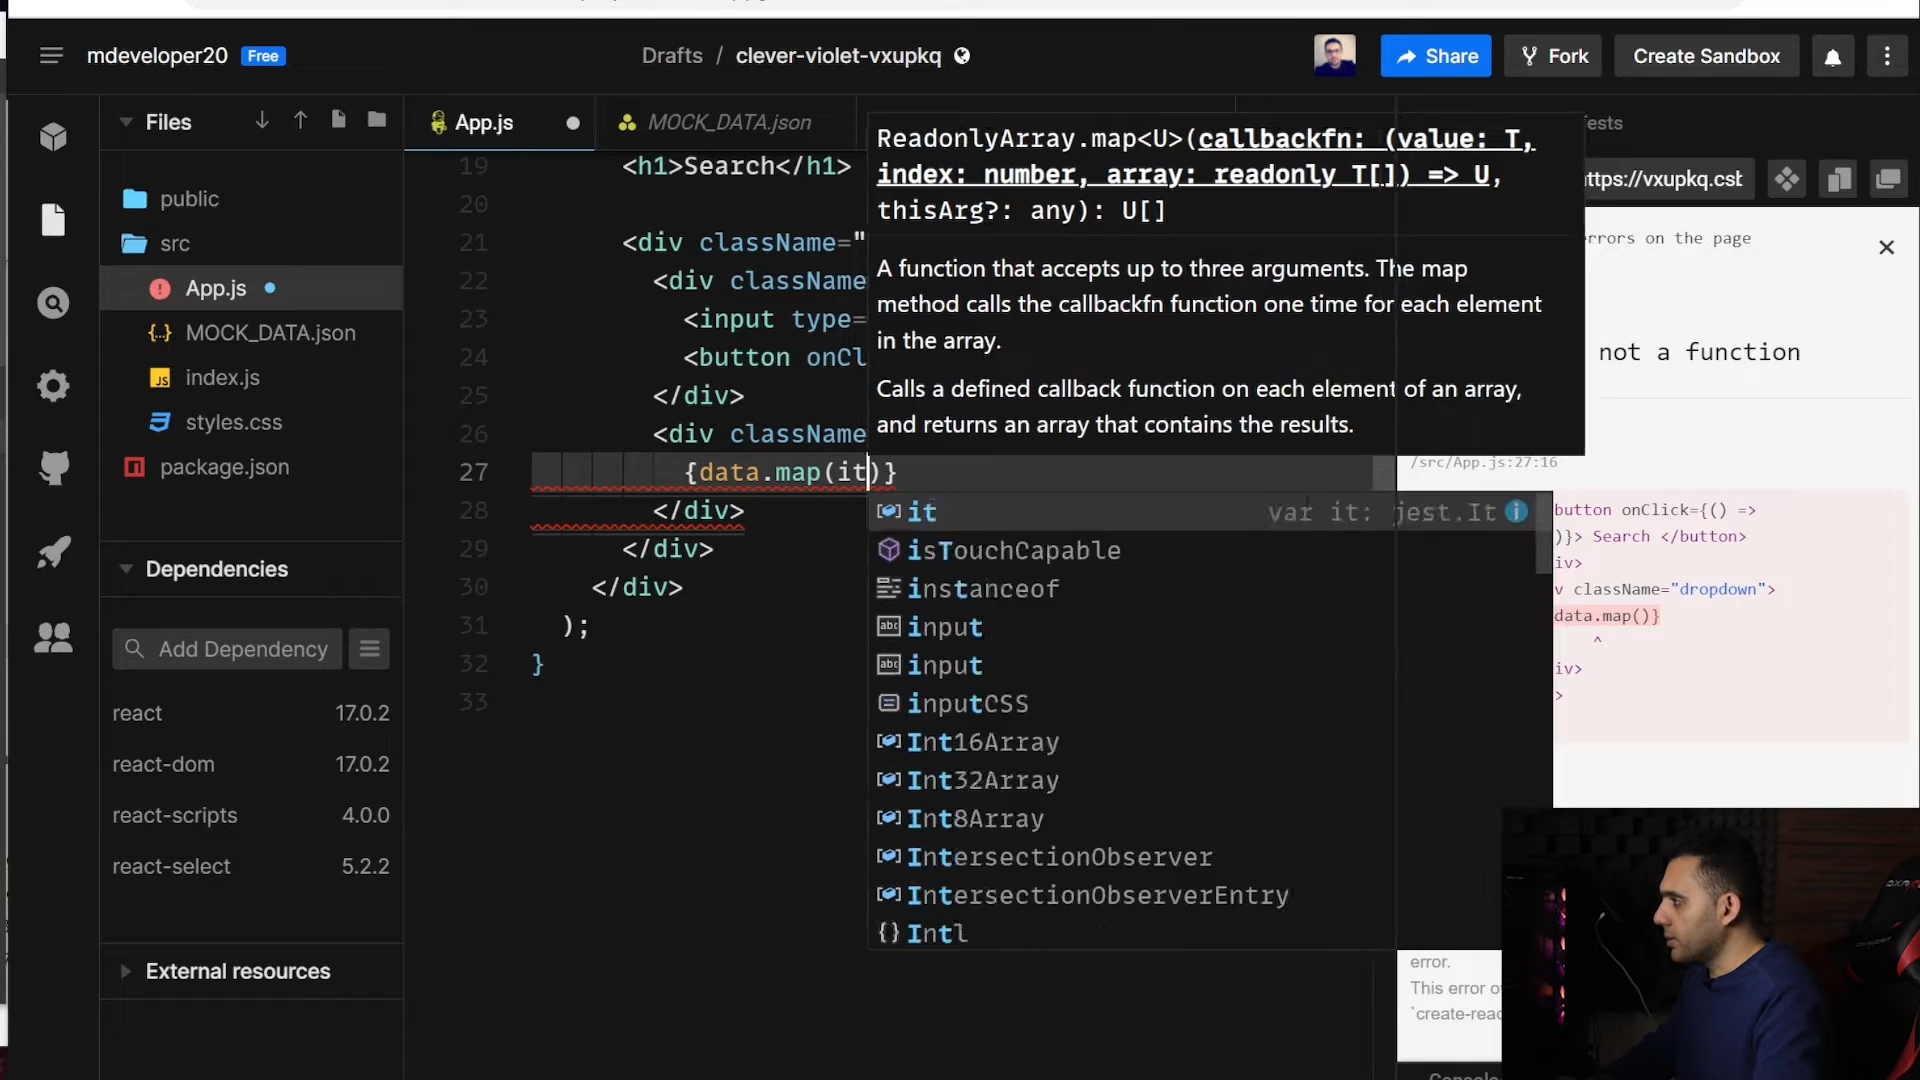 mdeveloper20 Free
Drafts / clever-violet-vxupkq
Share
Fork
Create Sandbox
Files
public
src
App.js
MOCK_DATA.json
index.js
styles.css
package.json
Dependencies
Add Dependency
react 17.0.2
react-dom 17.0.2
react-scripts 4.0.0
react-select 5.2.2
External resources
App.js
MOCK_DATA.json
19 <h1>Search</h1>
20
21 <div className="
22 <div className
23 <input type=
24 <button onCl
25 </div>
26 <div className
27 {data.map(it)}
28 </div>
29 </div>
30 </div>
31 );
32 }
33
ReadonlyArray.map<U>(callbackfn: (value: T,
index: number, array: readonly T[]) => U,
thisArg?: any): U[]
A function that accepts up to three arguments. The map
method calls the callbackfn function one time for each element
in the array.
Calls a defined callback function on each element of an array,
and returns an array that contains the results.
it var it: jest.It
isTouchCapable
instanceof
input
input
inputCSS
Int16Array
Int32Array
Int8Array
IntersectionObserver
IntersectionObserverEntry
Intl
ests
ttps://vxupkq.csb
rrors on the page
not a function
/src/App.js:27:16
button onClick={() =>
)}> Search </button>
iv>
v className="dropdown">
data.map()}
^
iv>
>
error.
This error o
`create-reac